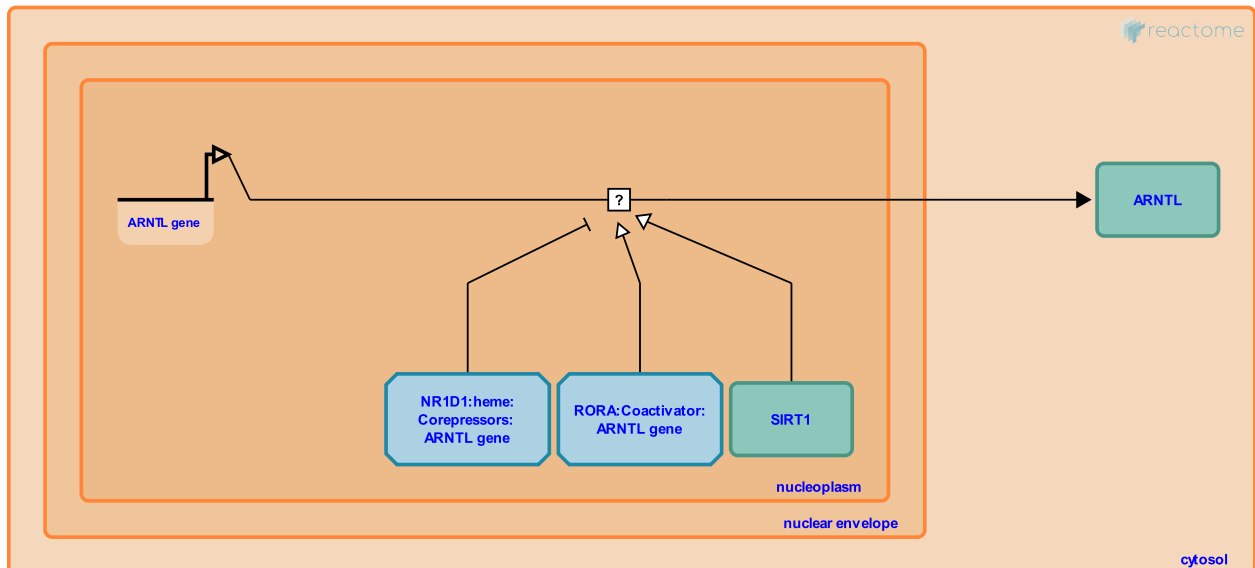 reactome
ARNTL gene
?
ARNTL
NR1D1:heme:
Corepressors:
ARNTL gene
RORA:Coactivator:
ARNTL gene
SIRT1
nucleoplasm
nuclear envelope
cytosol